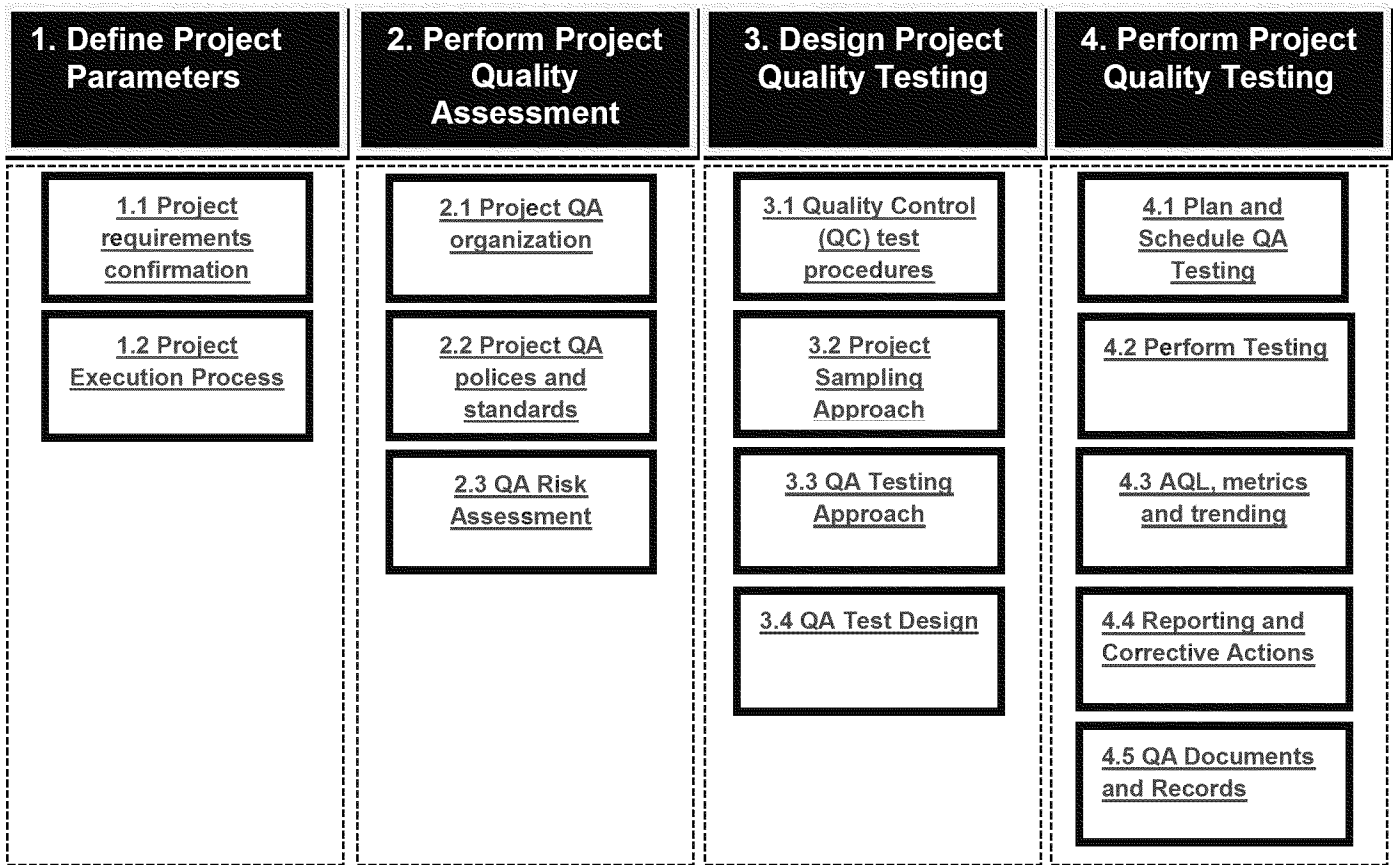 1. Define Project
Parameters
2. Perform Project
Quality
Assessment
3. Design Project
Quality Testing
4. Perform Project
Quality Testing
1.1 Project
requirements
confirmation
1.2 Project
Execution Process
2.1 Project QA
organization
2.2 Project QA
polices and
standards
2.3 QA Risk
Assessment
3.1 Quality Control
(QC) test
procedures
3.2 Project
Sampling
Approach
3.3 QA Testing
Approach
3.4 QA Test Design
4.1 Plan and
Schedule QA
Testing
4.2 Perform Testing
4.3 AQL, metrics
and trending
4.4 Reporting and
Corrective Actions
4.5 QA Documents
and Records